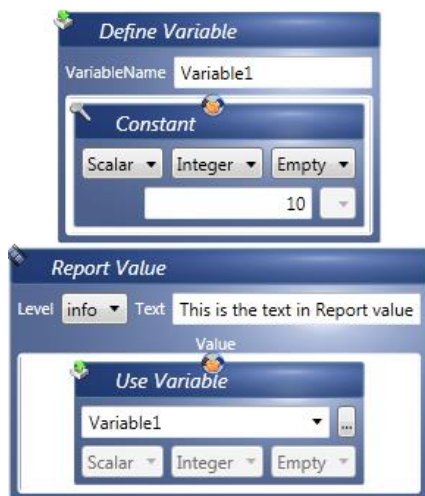 Define Variable
VariableName Variable1
Constant
Scalar Integer Empty
10
Report Value
Level info Text This is the text in Report value
Value
Use Variable
Variable1 ...
Scalar Integer Empty